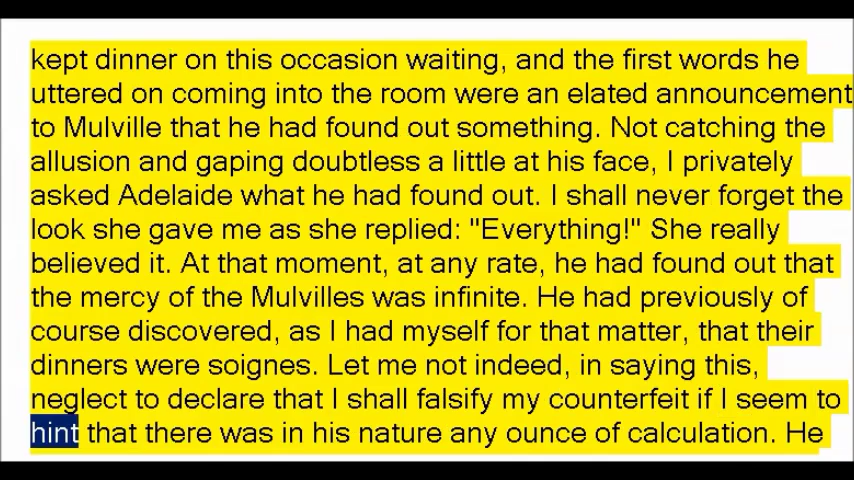 kept dinner on this occasion waiting, and the first words he
uttered on coming into the room were an elated announcement
to Mulville that he had found out something. Not catching the
allusion and gaping doubtless a little at his face, I privately
asked Adelaide what he had found out. I shall never forget the
look she gave me as she replied: "Everything!" She really
believed it. At that moment, at any rate, he had found out that
the mercy of the Mulvilles was infinite. He had previously of
course discovered, as I had myself for that matter, that their
dinners were soignes. Let me not indeed, in saying this,
neglect to declare that I shall falsify my counterfeit if I seem to
hint that there was in his nature any ounce of calculation. He